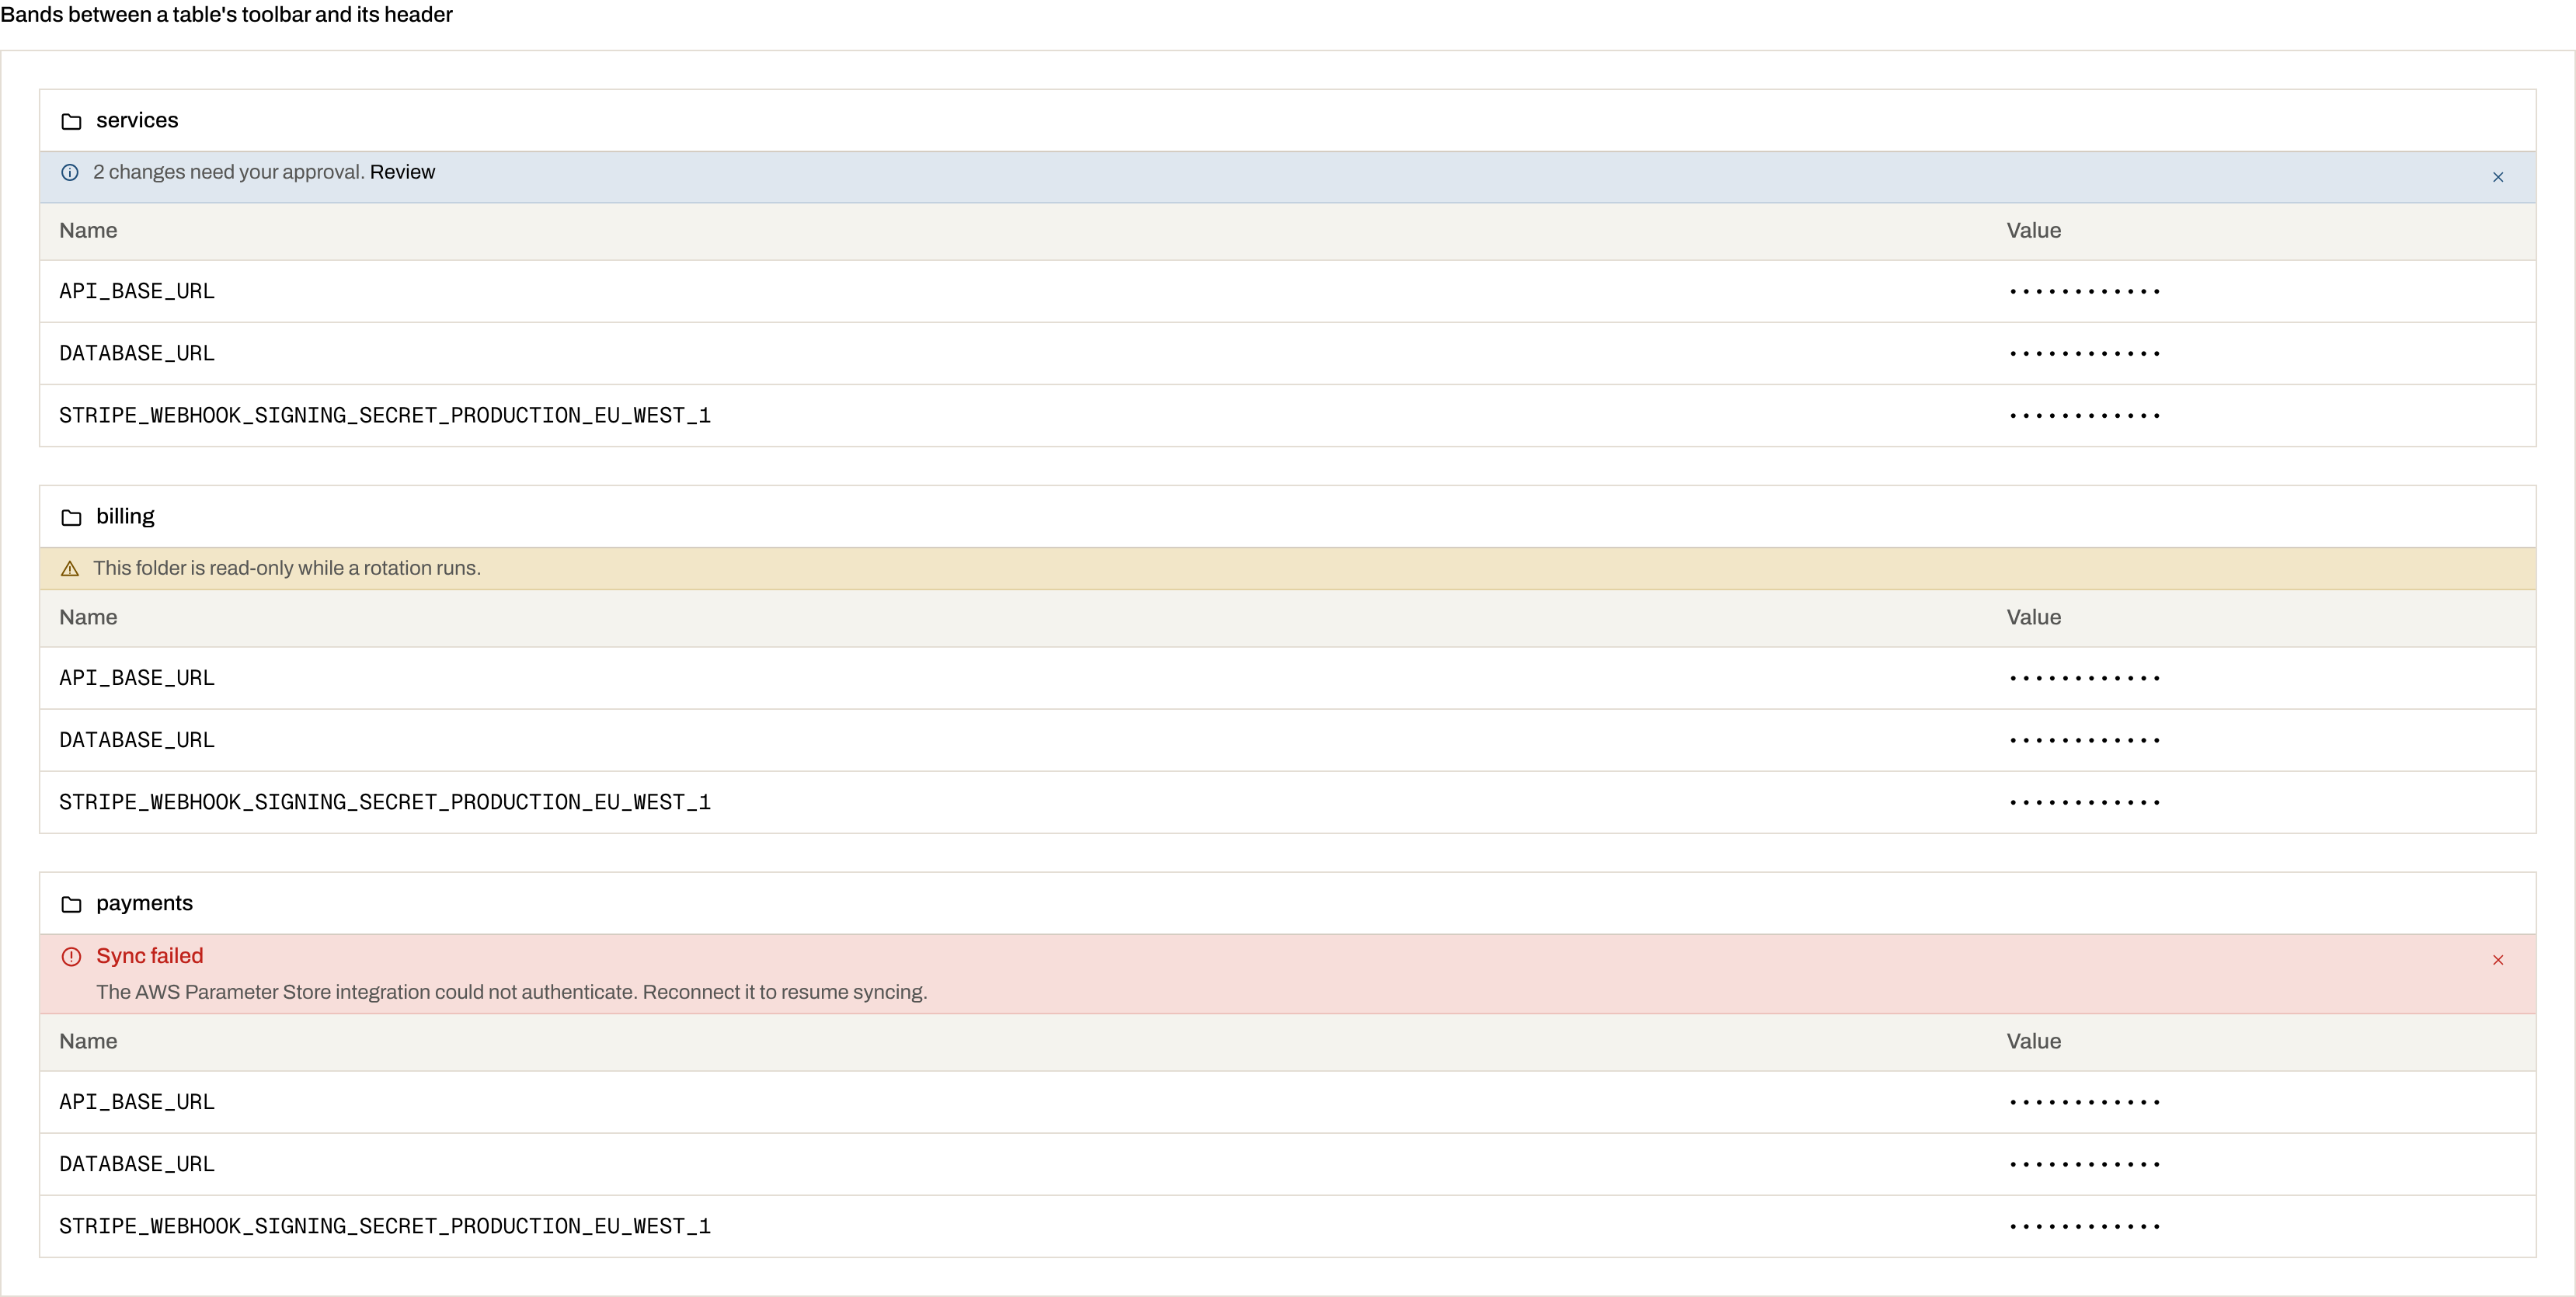 Bands between a table's toolbar and its header
services
2 changes need your approval. Review
Name Value
API_BASE_URL ••••••••••••
DATABASE_URL ••••••••••••
STRIPE_WEBHOOK_SIGNING_SECRET_PRODUCTION_EU_WEST_1 ••••••••••••
billing
This folder is read-only while a rotation runs.
Name Value
API_BASE_URL ••••••••••••
DATABASE_URL ••••••••••••
STRIPE_WEBHOOK_SIGNING_SECRET_PRODUCTION_EU_WEST_1 ••••••••••••
payments
Sync failed
The AWS Parameter Store integration could not authenticate. Reconnect it to resume syncing.
Name Value
API_BASE_URL ••••••••••••
DATABASE_URL ••••••••••••
STRIPE_WEBHOOK_SIGNING_SECRET_PRODUCTION_EU_WEST_1 ••••••••••••